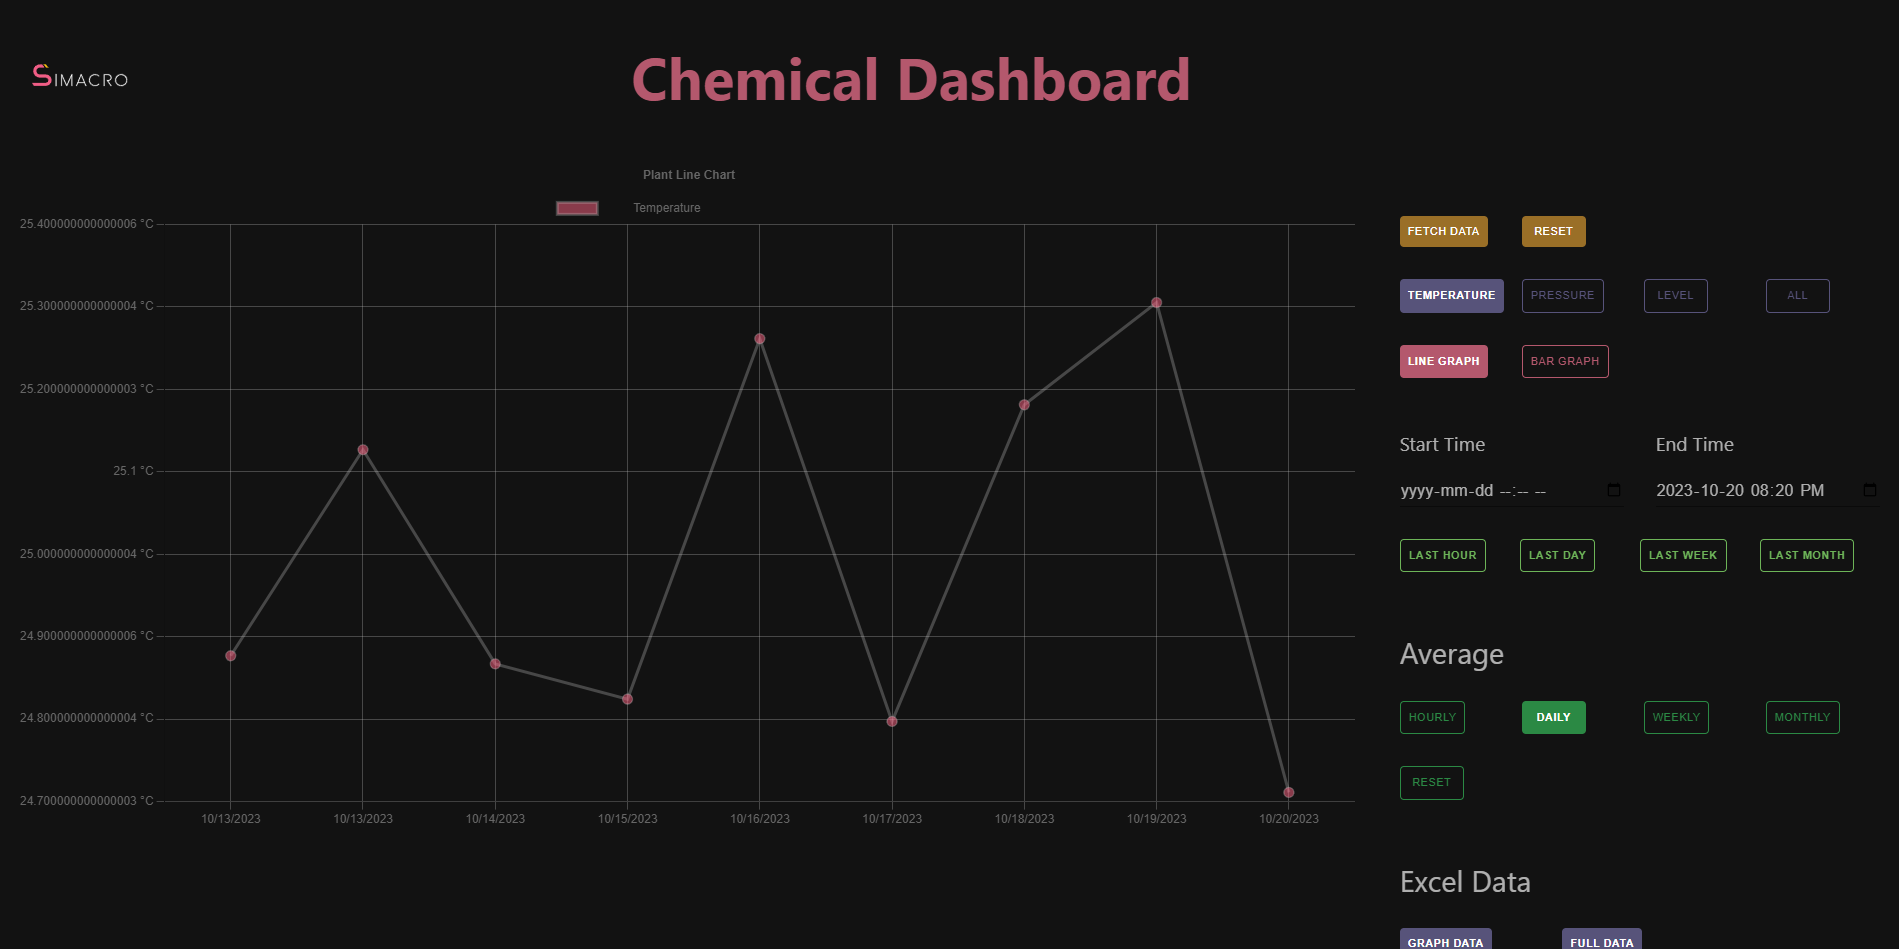 SIMACRO
Chemical Dashboard
Plant Line Chart
Temperature
25.400000000000006 °C
25.300000000000004 °C
25.200000000000003 °C
25.1 °C
25.000000000000004 °C
24.900000000000006 °C
24.800000000000004 °C
24.700000000000003 °C
10/13/2023 10/13/2023 10/14/2023 10/15/2023 10/16/2023 10/17/2023 10/18/2023 10/19/2023 10/20/2023
FETCH DATA RESET
TEMPERATURE PRESSURE LEVEL ALL
LINE GRAPH BAR GRAPH
Start Time End Time
yyyy-mm-dd --:-- -- 2023-10-20 08:20 PM
LAST HOUR LAST DAY LAST WEEK LAST MONTH
Average
HOURLY DAILY WEEKLY MONTHLY
RESET
Excel Data
GRAPH DATA FULL DATA